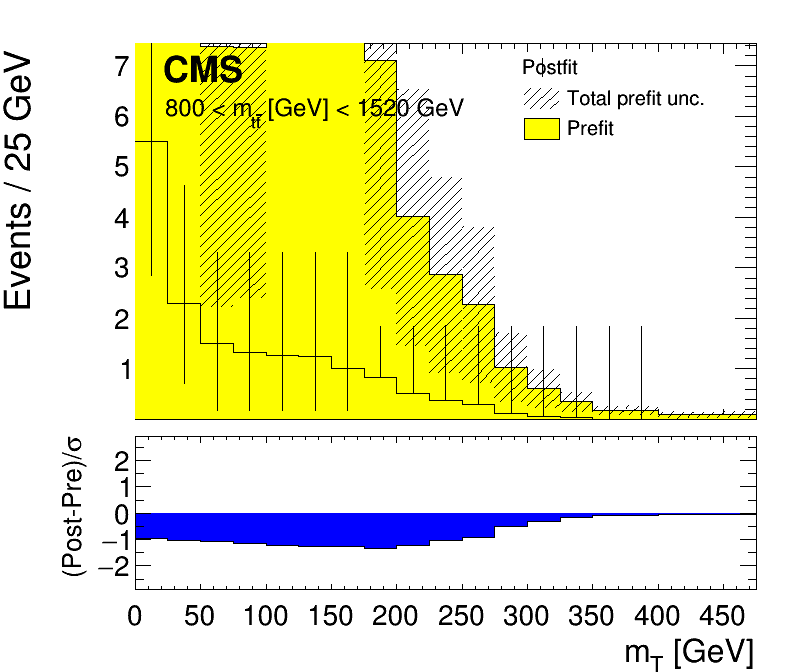 Events / 25 GeV
7
6
5
4
3
2
1
CMS
800 < m_tt̄ [GeV] < 1520 GeV
Postfit
Total prefit unc.
Prefit
(Post-Pre)/σ
2
1
0
−1
−2
0 50 100 150 200 250 300 350 400 450
m_T [GeV]